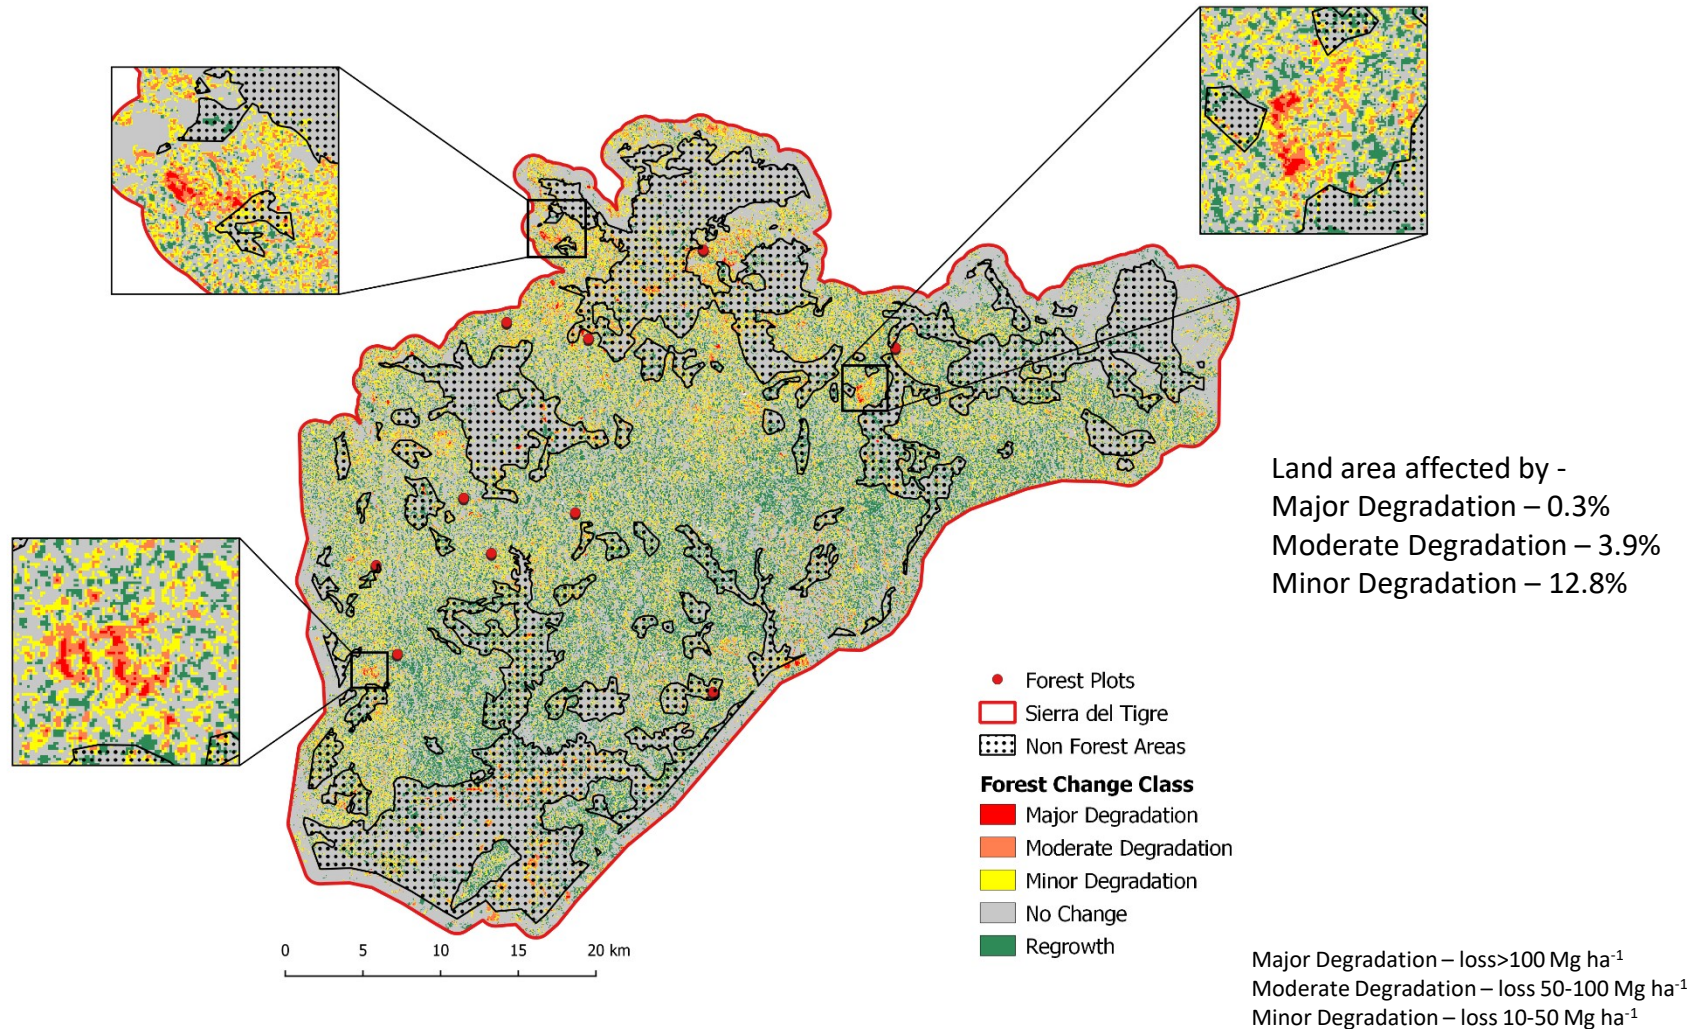 Land area affected by -
Major Degradation – 0.3%
Moderate Degradation – 3.9%
Minor Degradation – 12.8%
Forest Plots
Sierra del Tigre
Non Forest Areas
Forest Change Class
Major Degradation
Moderate Degradation
Minor Degradation
No Change
Regrowth
0 5 10 15 20 km
Major Degradation – loss>100 Mg ha⁻¹
Moderate Degradation – loss 50-100 Mg ha⁻¹
Minor Degradation – loss 10-50 Mg ha⁻¹